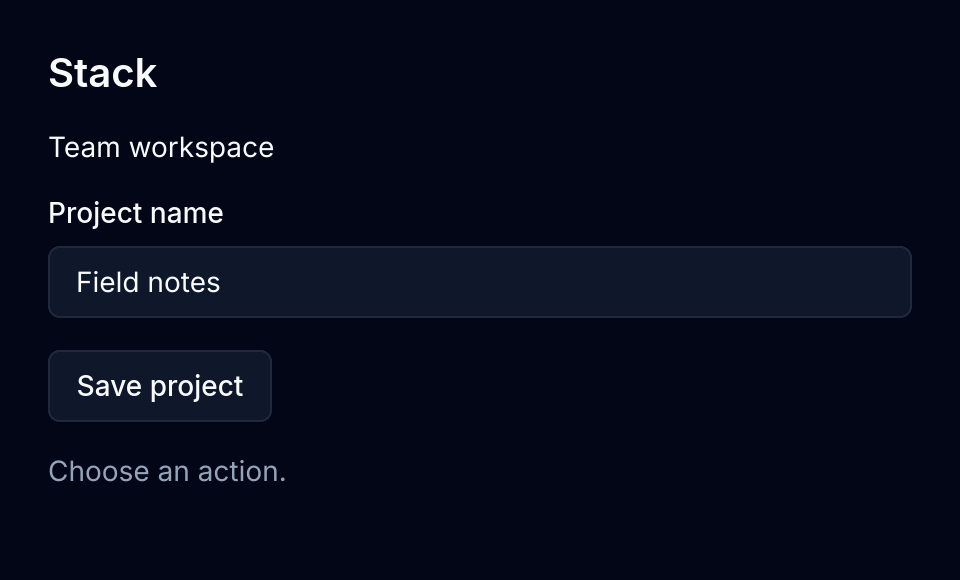 Stack
Team workspace
Project name
Field notes
Save project
Choose an action.